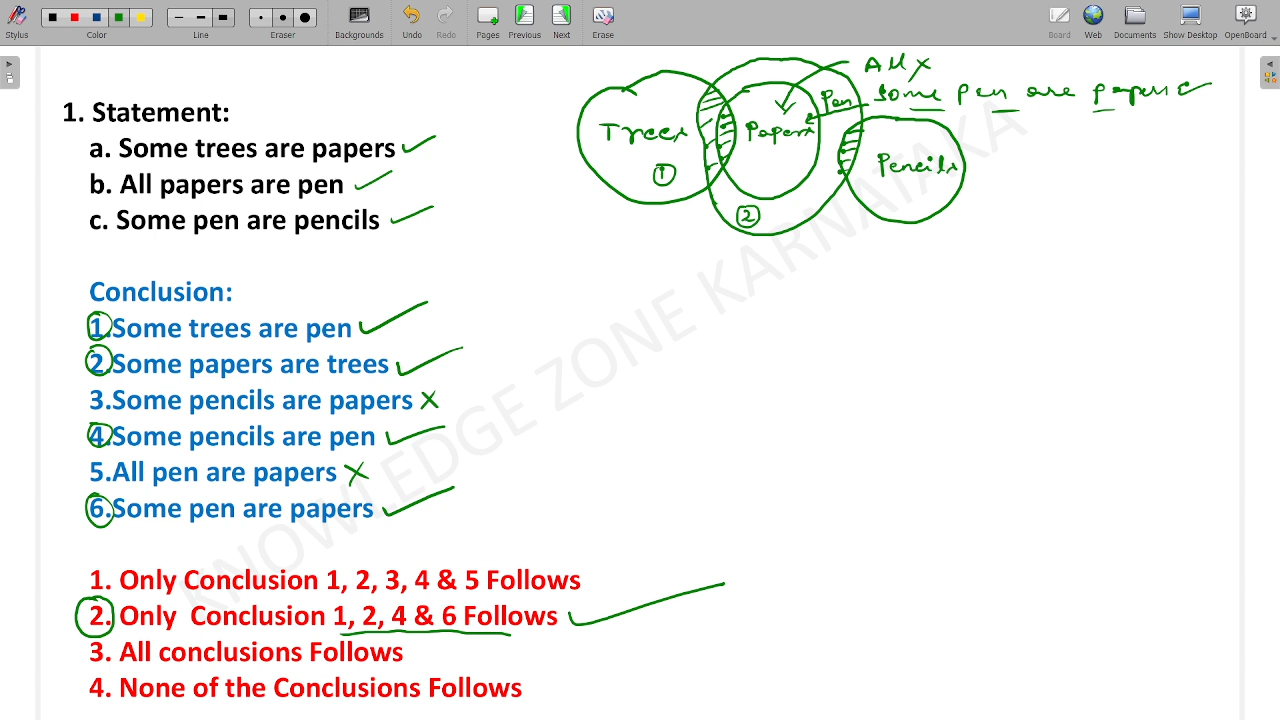 Stylus
Color
Line
Eraser
Backgrounds
Undo
Redo
Pages
Previous
Next
Erase
Board
Web
Documents
Show Desktop
OpenBoard
1. Statement:
a. Some trees are papers
b. All papers are pen
c. Some pen are pencils
Conclusion:
1.Some trees are pen
2.Some papers are trees
3.Some pencils are papers
4.Some pencils are pen
5.All pen are papers
6.Some pen are papers
1. Only Conclusion 1, 2, 3, 4 & 5 Follows
2. Only Conclusion 1, 2, 4 & 6 Follows
3. All conclusions Follows
4. None of the Conclusions Follows
All x
Some pen are papers
Trees
Papers
Pen
Pencils
1
2
KNOWLEDGE ZONE KARNATAKA